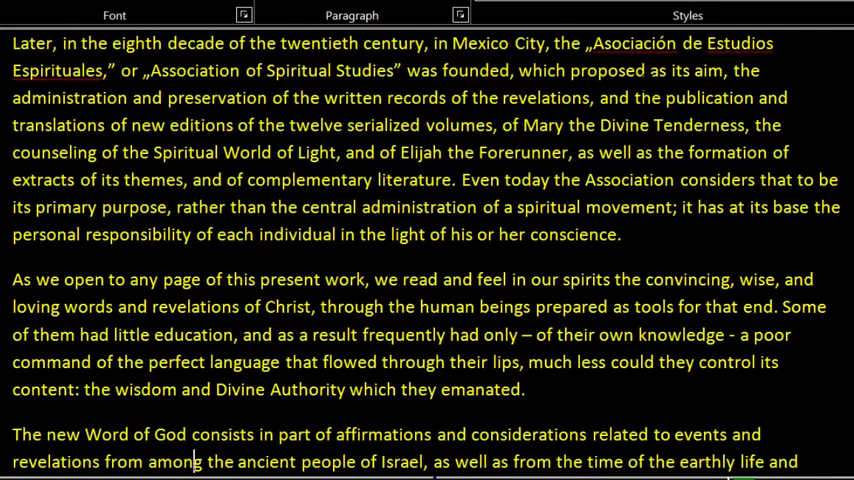 Font
Paragraph
Styles
Later, in the eighth decade of the twentieth century, in Mexico City, the „Asociación de Estudios
Espirituales,” or „Association of Spiritual Studies” was founded, which proposed as its aim, the
administration and preservation of the written records of the revelations, and the publication and
translations of new editions of the twelve serialized volumes, of Mary the Divine Tenderness, the
counseling of the Spiritual World of Light, and of Elijah the Forerunner, as well as the formation of
extracts of its themes, and of complementary literature. Even today the Association considers that to be
its primary purpose, rather than the central administration of a spiritual movement; it has at its base the
personal responsibility of each individual in the light of his or her conscience.
As we open to any page of this present work, we read and feel in our spirits the convincing, wise, and
loving words and revelations of Christ, through the human beings prepared as tools for that end. Some
of them had little education, and as a result frequently had only – of their own knowledge - a poor
command of the perfect language that flowed through their lips, much less could they control its
content: the wisdom and Divine Authority which they emanated.
The new Word of God consists in part of affirmations and considerations related to events and
revelations from among the ancient people of Israel, as well as from the time of the earthly life and